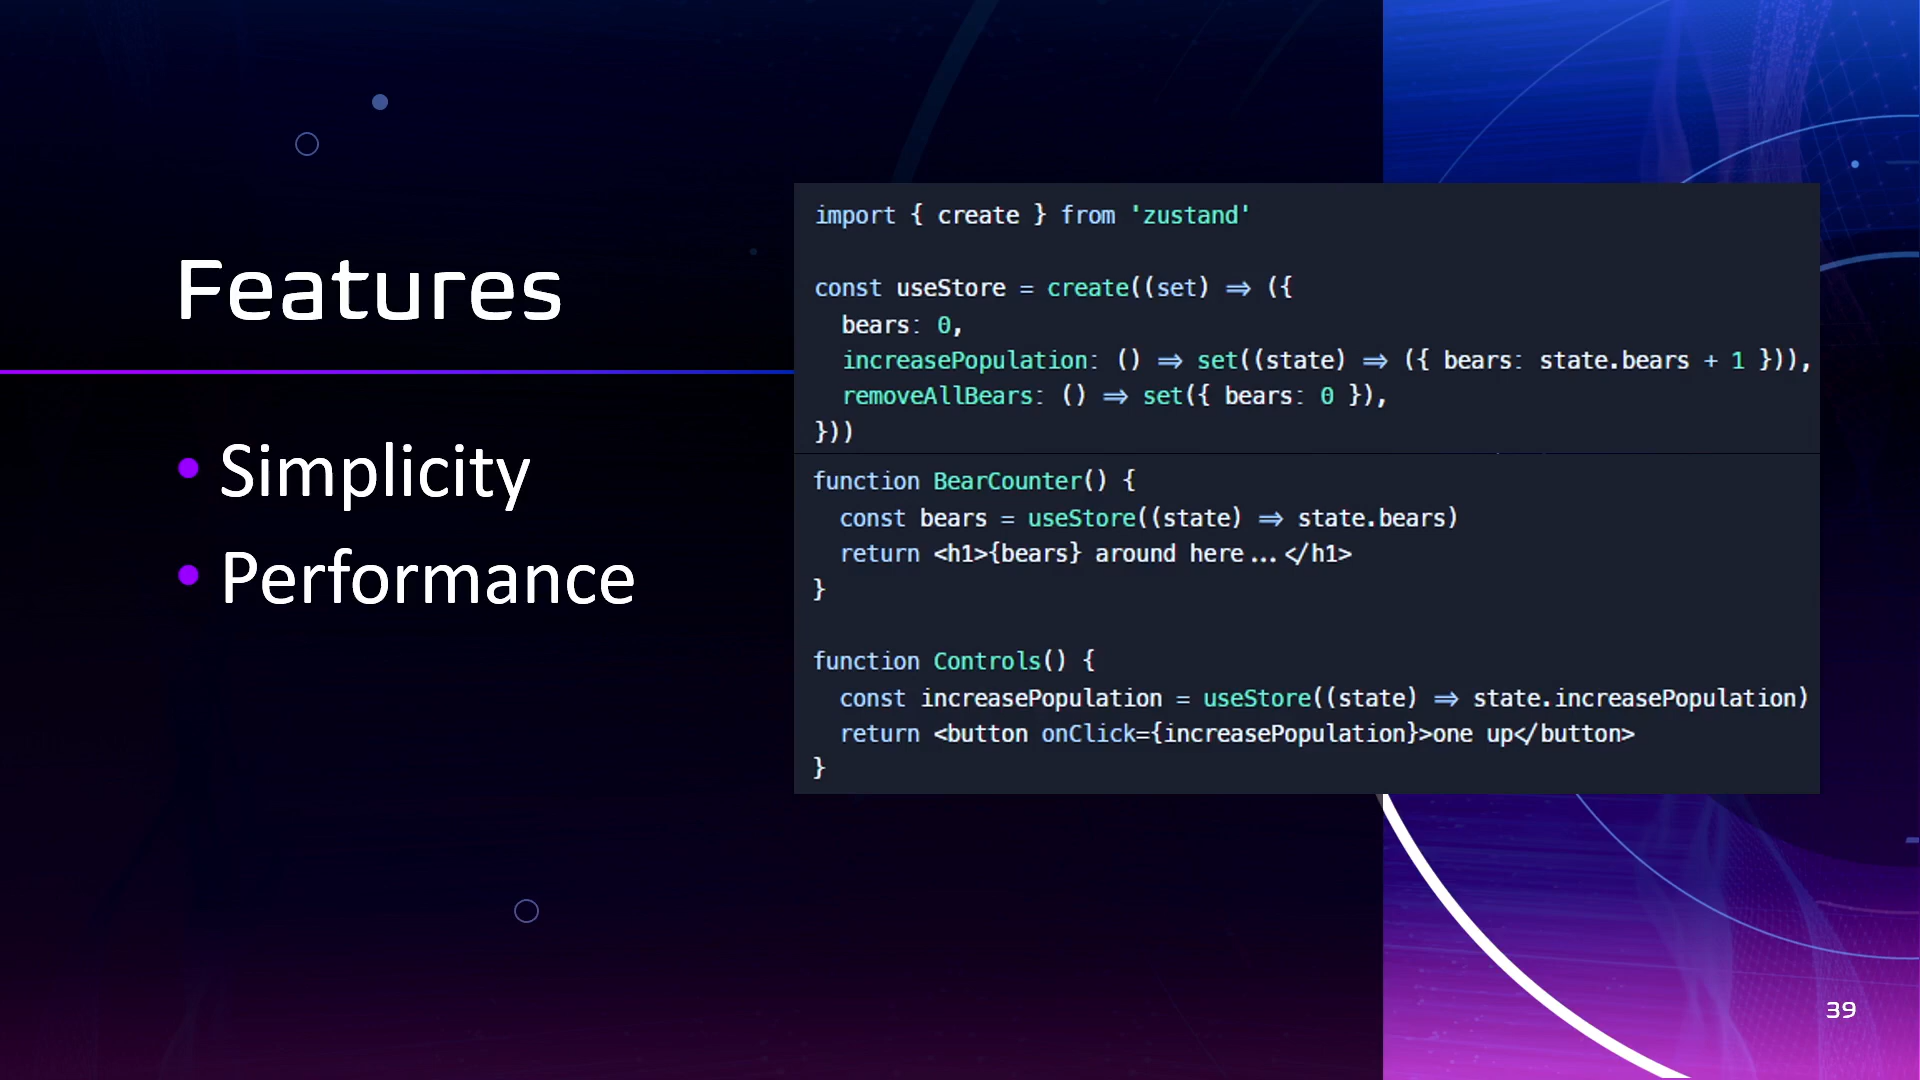 Features
• Simplicity
• Performance
import { create } from 'zustand'
const useStore = create((set) => ({
  bears: 0,
  increasePopulation: () => set((state) => ({ bears: state.bears + 1 })),
  removeAllBears: () => set({ bears: 0 }),
}))
function BearCounter() {
  const bears = useStore((state) => state.bears)
  return <h1>{bears} around here...</h1>
}
function Controls() {
  const increasePopulation = useStore((state) => state.increasePopulation)
  return <button onClick={increasePopulation}>one up</button>
}
39